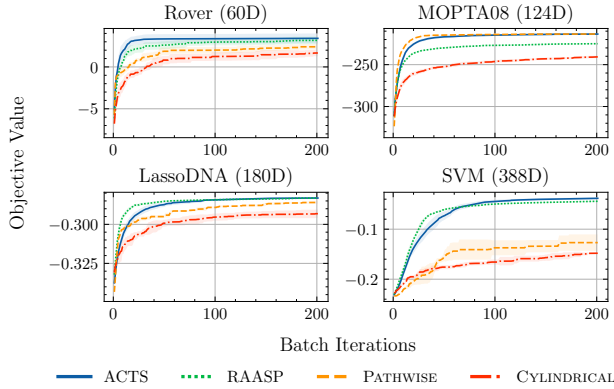 Rover (60D)
MOPTA08 (124D)
0
−5
0
100
200
−250
−300
0
100
200
Objective Value
LassoDNA (180D)
SVM (388D)
−0.300
−0.325
0
100
200
−0.1
−0.2
0
100
200
Batch Iterations
ACTS RAASP PATHWISE CYLINDRICAL